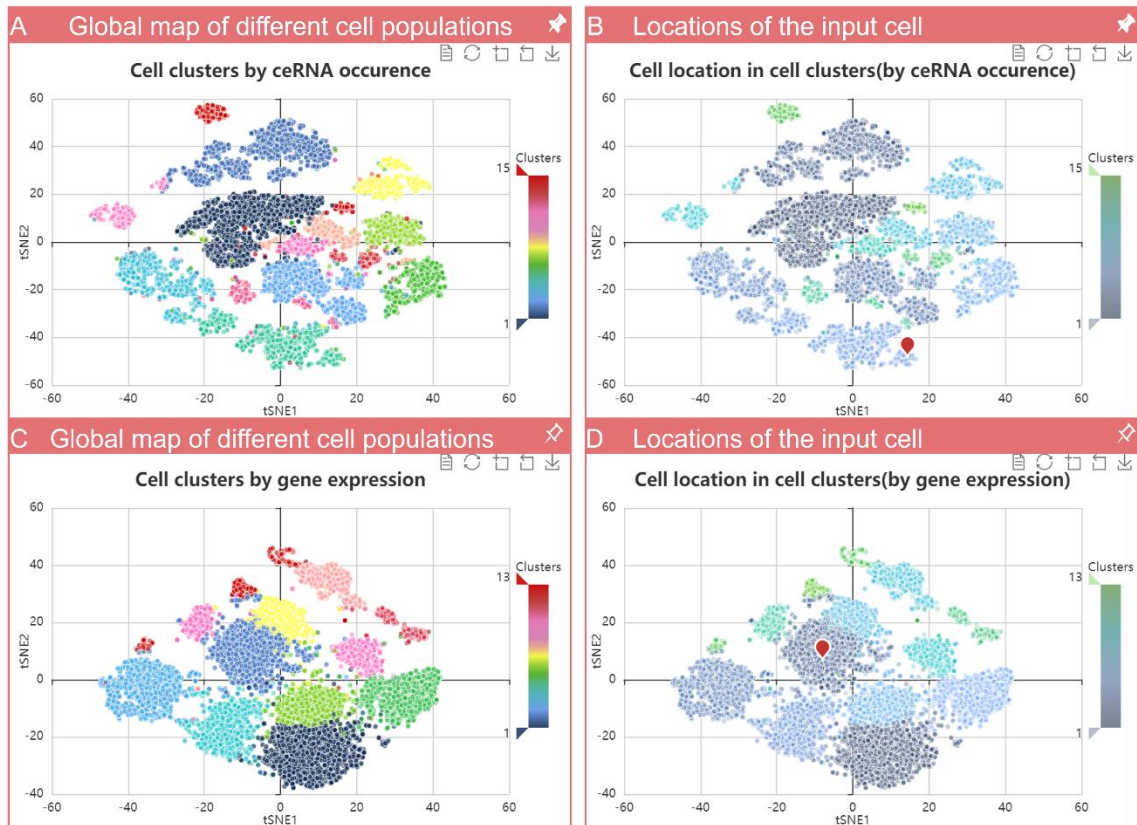 A Global map of different cell populations
Cell clusters by ceRNA occurence
60
40
20
0
-20
-40
-60
tSNE2
-60 -40 -20 0 20 40 60
tSNE1
Clusters
15
1
B Locations of the input cell
Cell location in cell clusters(by ceRNA occurence)
60
40
20
0
-20
-40
-60
tSNE2
-60 -40 -20 0 20 40 60
tSNE1
Clusters
15
1
C Global map of different cell populations
Cell clusters by gene expression
60
40
20
0
-20
-40
tSNE2
-60 -40 -20 0 20 40 60
tSNE1
Clusters
13
1
D Locations of the input cell
Cell location in cell clusters(by gene expression)
60
40
20
0
-20
-40
tSNE2
-60 -40 -20 0 20 40 60
tSNE1
Clusters
13
1